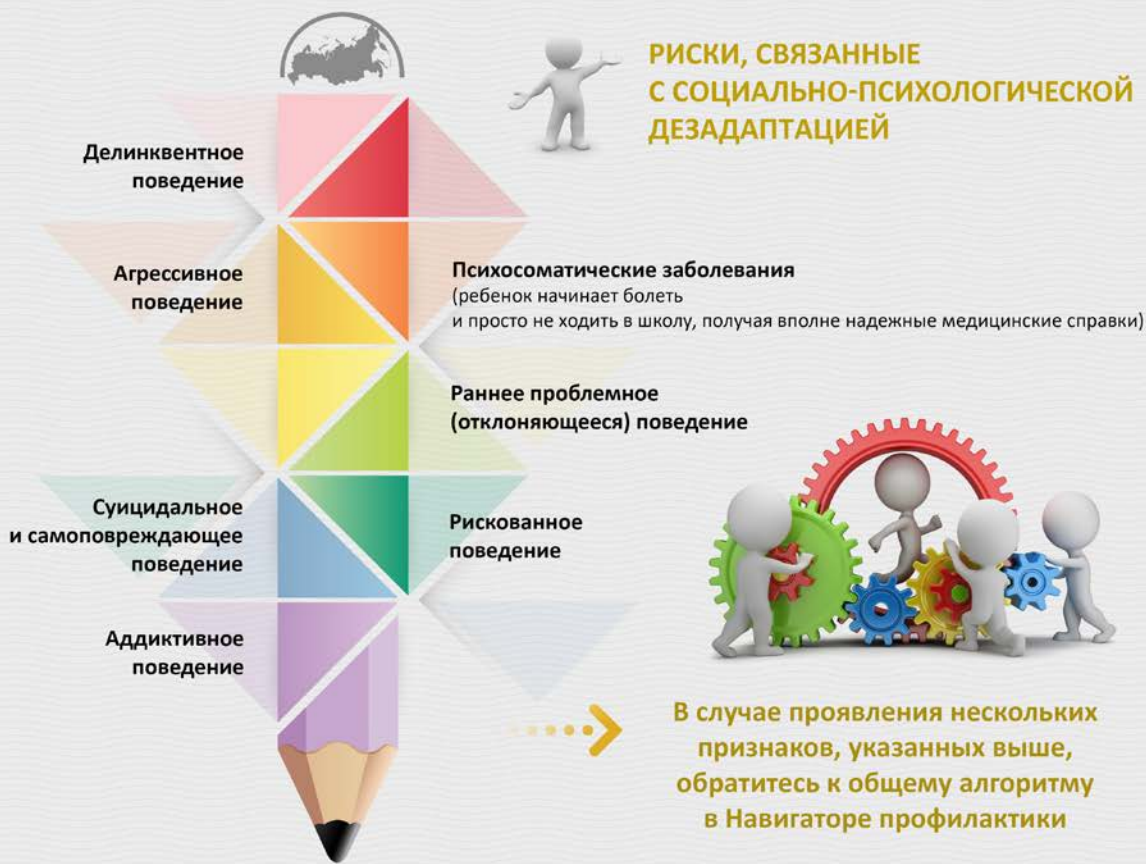 РИСКИ, СВЯЗАННЫЕ
С СОЦИАЛЬНО-ПСИХОЛОГИЧЕСКОЙ
ДЕЗАДАПТАЦИЕЙ
Делинквентное
поведение
Агрессивное
поведение
Психосоматические заболевания
(ребенок начинает болеть
и просто не ходить в школу, получая вполне надежные медицинские справки)
Раннее проблемное
(отклоняющееся) поведение
Суицидальное
и самоповреждающее
поведение
Рискованное
поведение
Аддиктивное
поведение
В случае проявления нескольких
признаков, указанных выше,
обратитесь к общему алгоритму
в Навигаторе профилактики